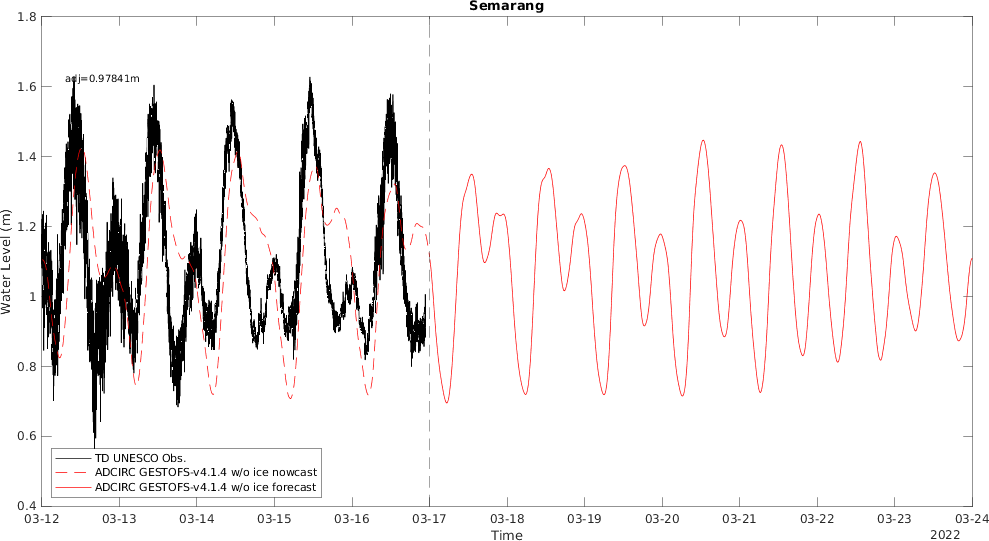 Semarang
1.8
1.6
1.4
1.2
1
0.8
0.6
0.4
Water Level (m)
adj=0.97841m
TD UNESCO Obs.
ADCIRC GESTOFS-v4.1.4 w/o ice nowcast
ADCIRC GESTOFS-v4.1.4 w/o ice forecast
03-12 03-13 03-14 03-15 03-16 03-17 03-18 03-19 03-20 03-21 03-22 03-23 03-24
Time
2022